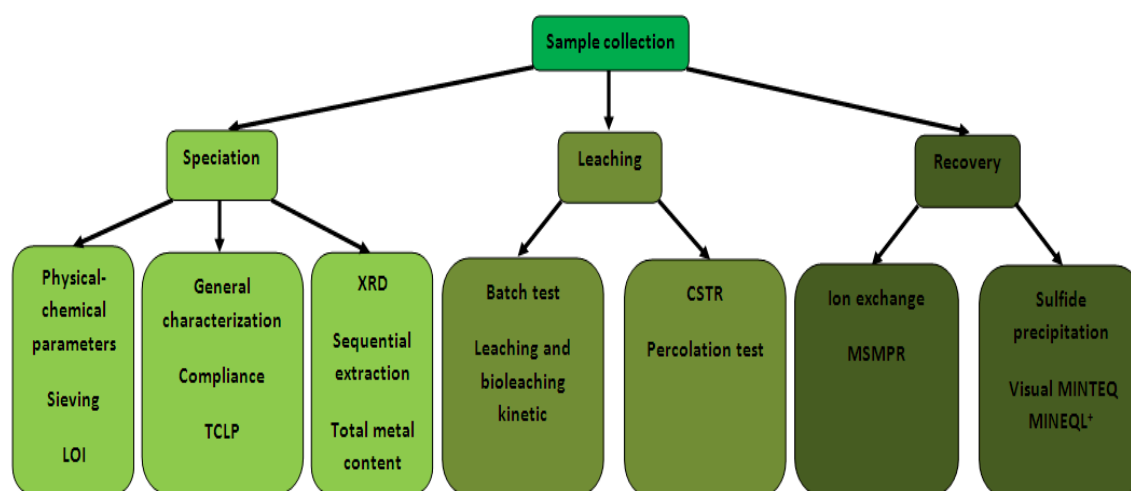 Sample collection
Speciation
Leaching
Recovery
Physical-
chemical
parameters
Sieving
LOI
General
characterization
Compliance
TCLP
XRD
Sequential
extraction
Total metal
content
Batch test
Leaching and
bioleaching
kinetic
CSTR
Percolation test
Ion exchange
MSMPR
Sulfide
precipitation
Visual MINTEQ
MINEQL⁺